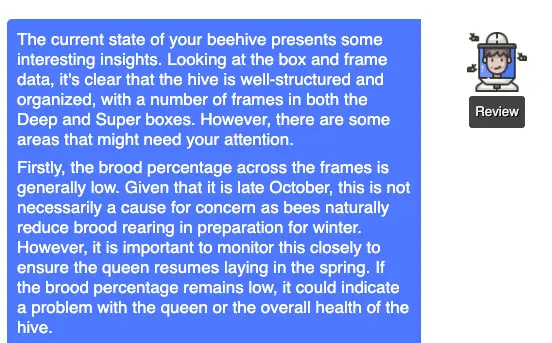 The current state of your beehive presents some
interesting insights. Looking at the box and frame
data, it's clear that the hive is well-structured and
organized, with a number of frames in both the
Deep and Super boxes. However, there are some
areas that might need your attention.
Firstly, the brood percentage across the frames is
generally low. Given that it is late October, this is not
necessarily a cause for concern as bees naturally
reduce brood rearing in preparation for winter.
However, it is important to monitor this closely to
ensure the queen resumes laying in the spring. If
the brood percentage remains low, it could indicate
a problem with the queen or the overall health of the
hive.
Review